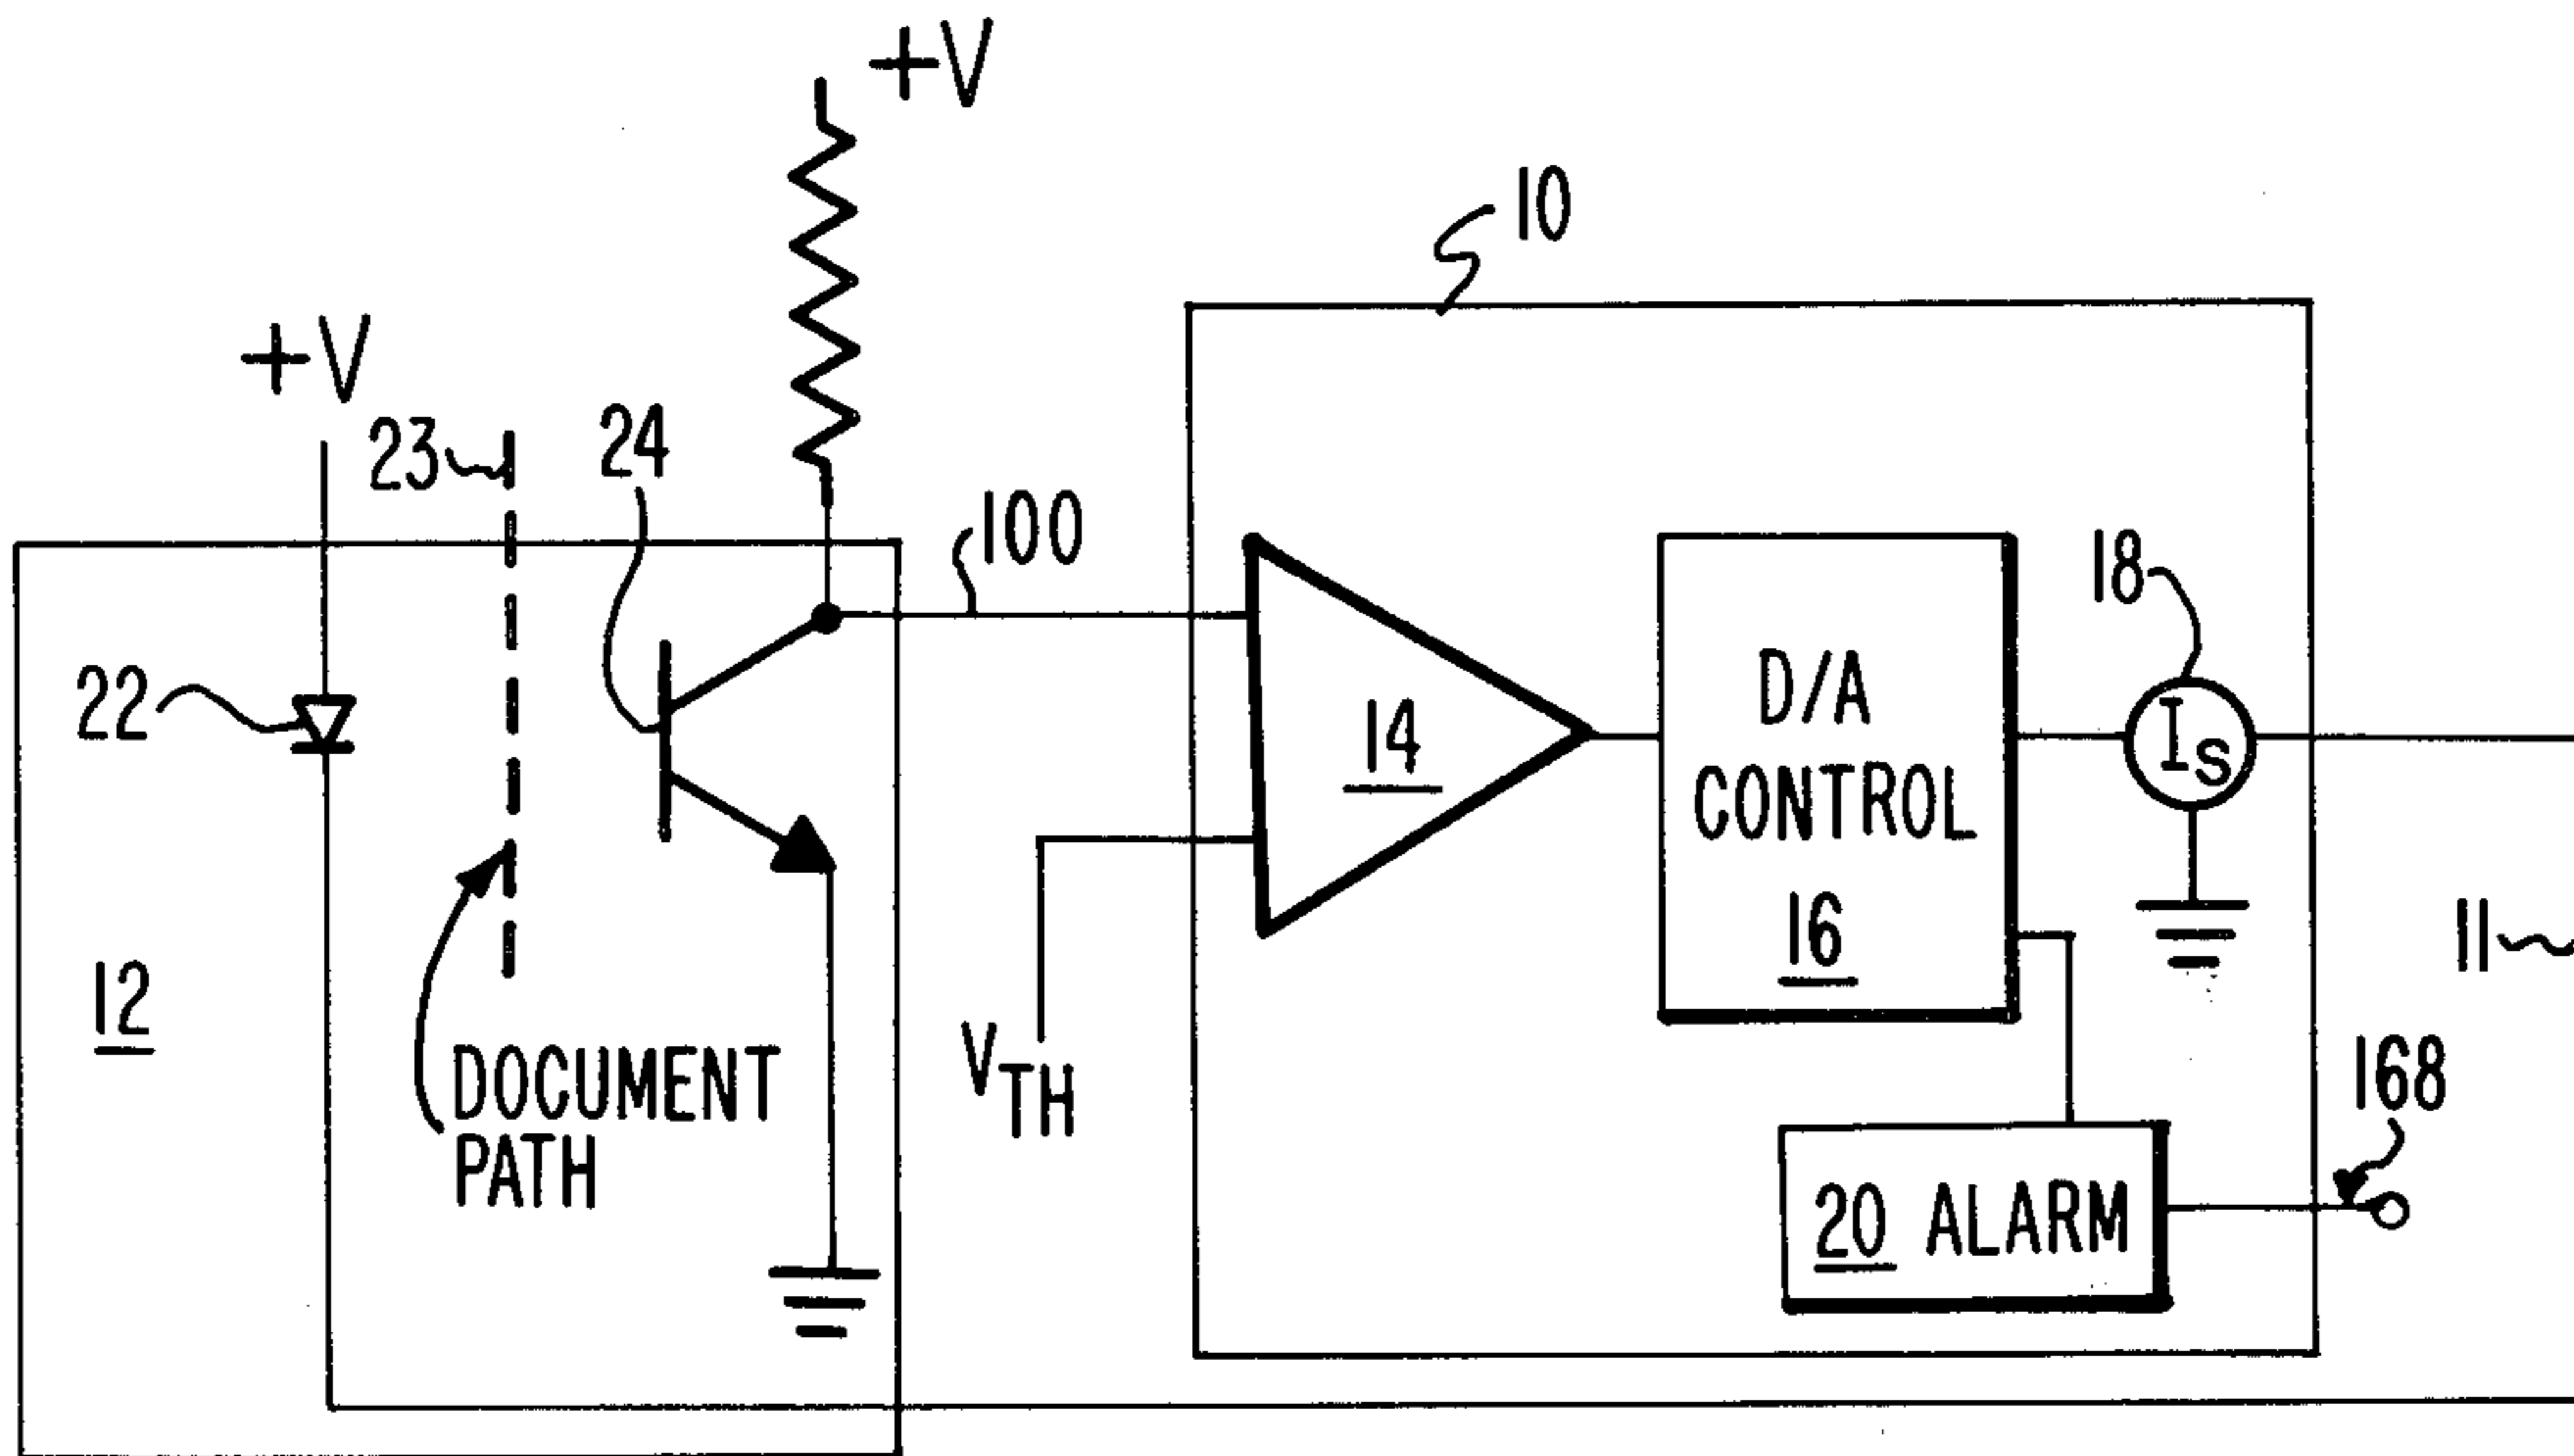 +V
10
+V
23
24
100
18
22
14
D/A
CONTROL
16
Is
11
12
DOCUMENT
PATH
VTH
168
20 ALARM